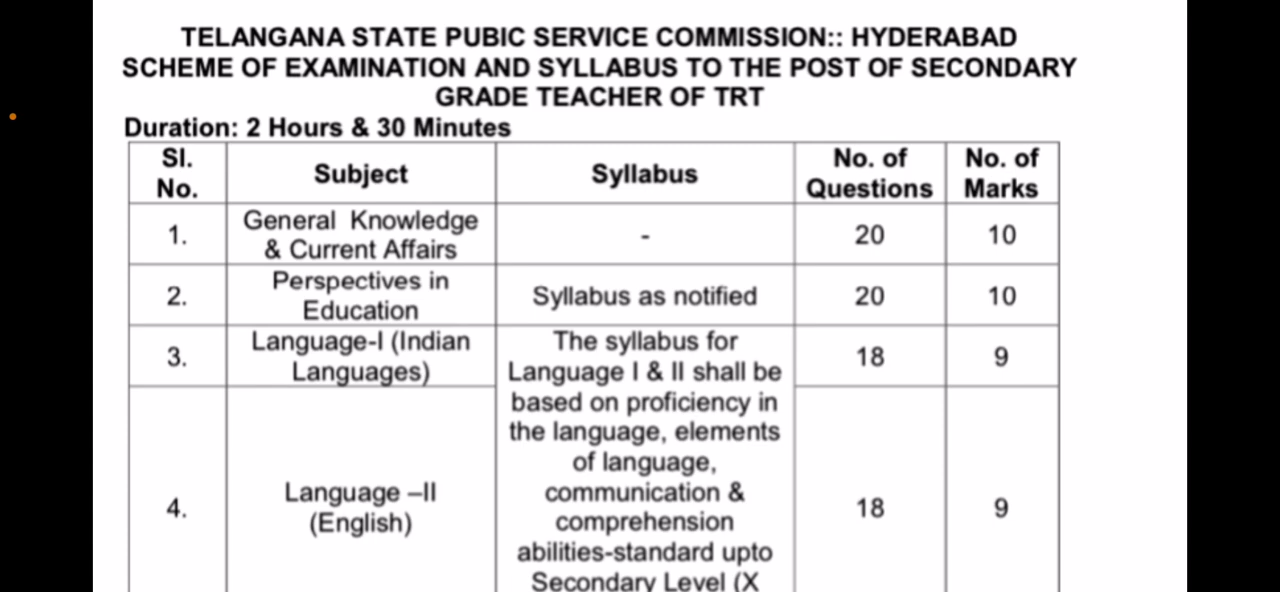 TELANGANA STATE PUBIC SERVICE COMMISSION:: HYDERABAD
SCHEME OF EXAMINATION AND SYLLABUS TO THE POST OF SECONDARY
GRADE TEACHER OF TRT
Duration: 2 Hours & 30 Minutes
Sl. No. Subject Syllabus No. of Questions No. of Marks
1. General Knowledge & Current Affairs - 20 10
2. Perspectives in Education Syllabus as notified 20 10
3. Language-I (Indian Languages) 18 9
The syllabus for
Language I & II shall be
based on proficiency in
the language, elements
of language,
communication &
comprehension
abilities-standard upto
Secondary Level (X
4. Language –II (English) 18 9